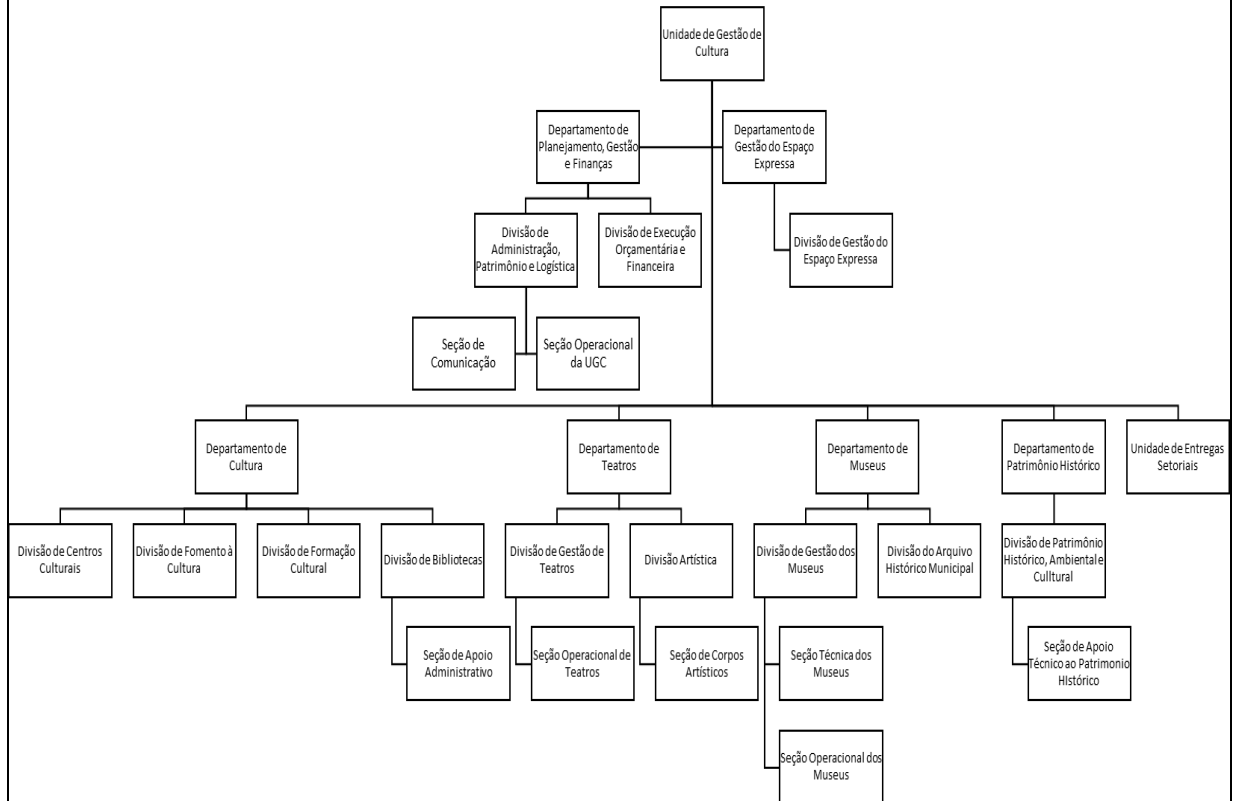 Unidade de Gestão de
Cultura
Departamento de
Planejamento, Gestão
e Finanças
Departamento de
Gestão do Espaço
Expressa
Divisão de
Administração,
Patrimônio e Logística
Divisão de Execução
Orçamentária e
Financeira
Divisão de Gestão do
Espaço Expressa
Seção de
Comunicação
Seção Operacional
da UGC
Departamento de
Cultura
Departamento de
Teatros
Departamento de
Museus
Departamento de
Patrimônio Histórico
Unidade de Entregas
Setoriais
Divisão de Centros
Culturais
Divisão de Fomento à
Cultura
Divisão de Formação
Cultural
Divisão de Bibliotecas
Divisão de Gestão de
Teatros
Divisão Artística
Divisão de Gestão dos
Museus
Divisão do Arquivo
Histórico Municipal
Divisão de Patrimônio
Histórico, Ambiental e
Culltural
Seção de Apoio
Administrativo
Seção Operacional de
Teatros
Seção de Corpos
Artísticos
Seção Técnica dos
Museus
Seção de Apoio
Técnico ao Patrimonio
HIstórico
Seção Operacional dos
Museus